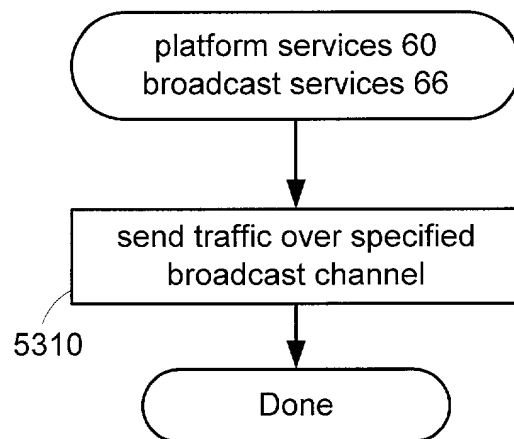 platform services 60
broadcast services 66
send traffic over specified
broadcast channel
5310
Done